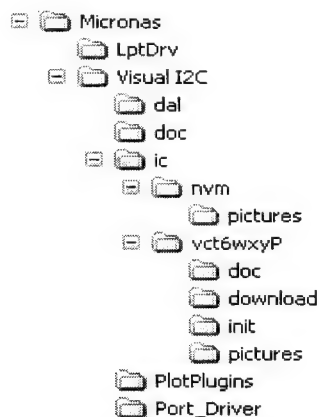 Micronas
LptDrv
Visual I2C
dal
doc
ic
nvm
pictures
vct6wxyP
doc
download
init
pictures
PlotPlugins
Port_Driver